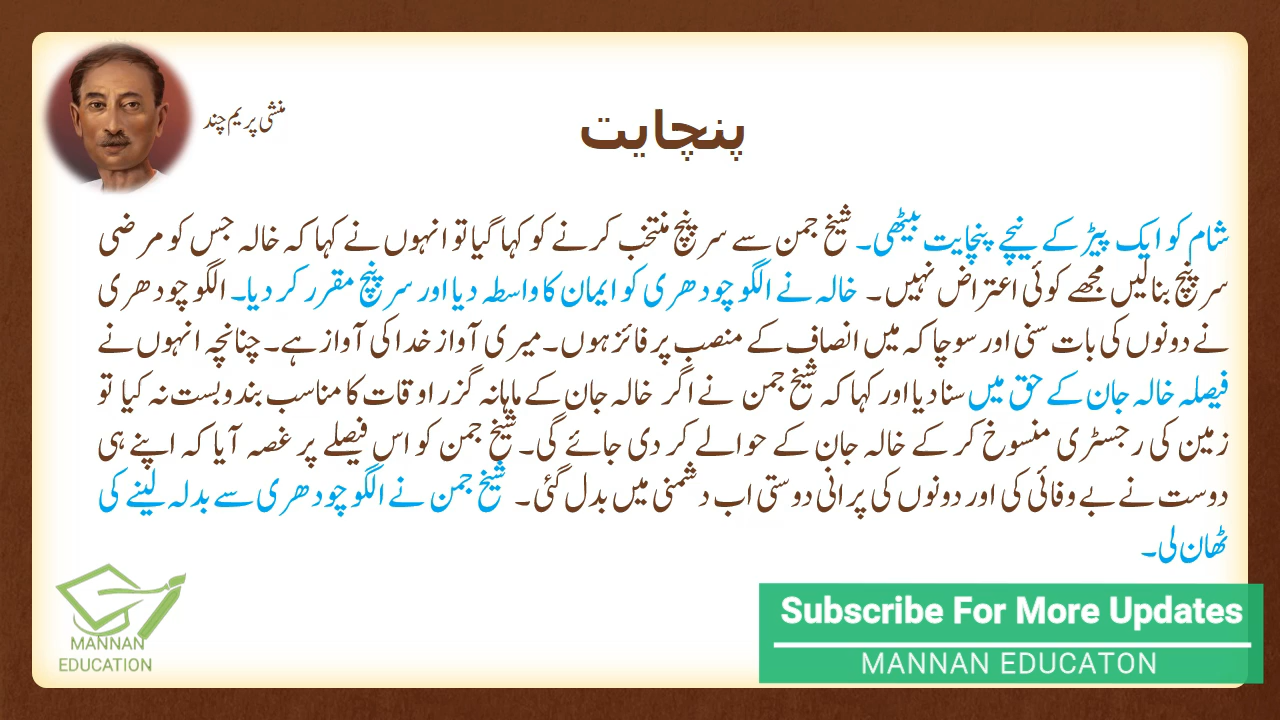 منشی پریم چند
پنچایت
شام کو ایک پیڑ کے نیچے پنچایت بیٹھی۔ شیخ جمن سے سرپنچ منتخب کرنے کو کہا گیا تو انہوں نے کہا کہ خالہ جس کو مرضی
سرپنچ بنالیں مجھے کوئی اعتراض نہیں۔ خالہ نے الگو چودھری کو ایمان کا واسطہ دیا اور سرپنچ مقرر کر دیا۔ الگو چودھری
نے دونوں کی بات سنی اور سوچا کہ میں انصاف کے منصب پر فائز ہوں۔ میری آواز خدا کی آواز ہے۔ چنانچہ انہوں نے
فیصلہ خالہ جان کے حق میں سنا دیا اور کہا کہ شیخ جمن نے اگر خالہ جان کے ماہانہ گزر اوقات کا مناسب بندوبست نہ کیا تو
زمین کی رجسٹری منسوخ کر کے خالہ جان کے حوالے کر دی جائے گی۔ شیخ جمن کو اس فیصلے پر غصہ آیا کہ اپنے ہی
دوست نے بے وفائی کی اور دونوں کی پرانی دوستی اب دشمنی میں بدل گئی۔ شیخ جمن نے الگو چودھری سے بدلہ لینے کی
ٹھان لی۔
MANNAN
EDUCATION
Subscribe For More Updates
MANNAN EDUCATON